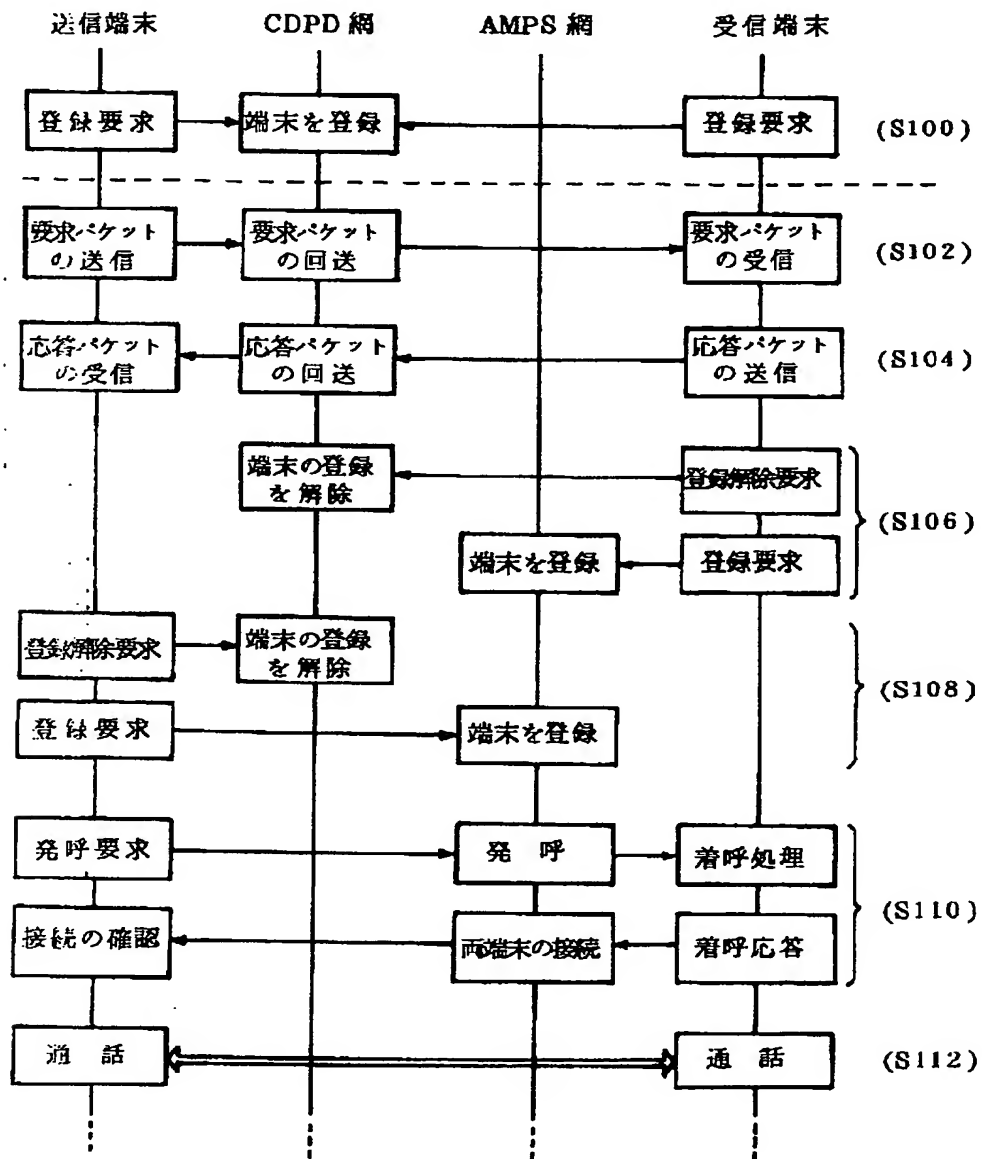 送信端末 CDPD 網 AMPS 網 受信端末
登録要求 端末を登録 登録要求 (S100)
要求パケット 要求パケット 要求パケット
の送信 の回送 の受信 (S102)
応答パケット 応答パケット 応答パケット
の受信 の回送 の送信 (S104)
端末の登録
を解除 登録解除要求
(S106)
端末を登録 登録要求
登録解除要求 端末の登録
を解除
(S108)
登録要求 端末を登録
発呼要求 発呼 着呼処理
(S110)
接続の確認 両端末の接続 着呼応答
通話 通話 (S112)